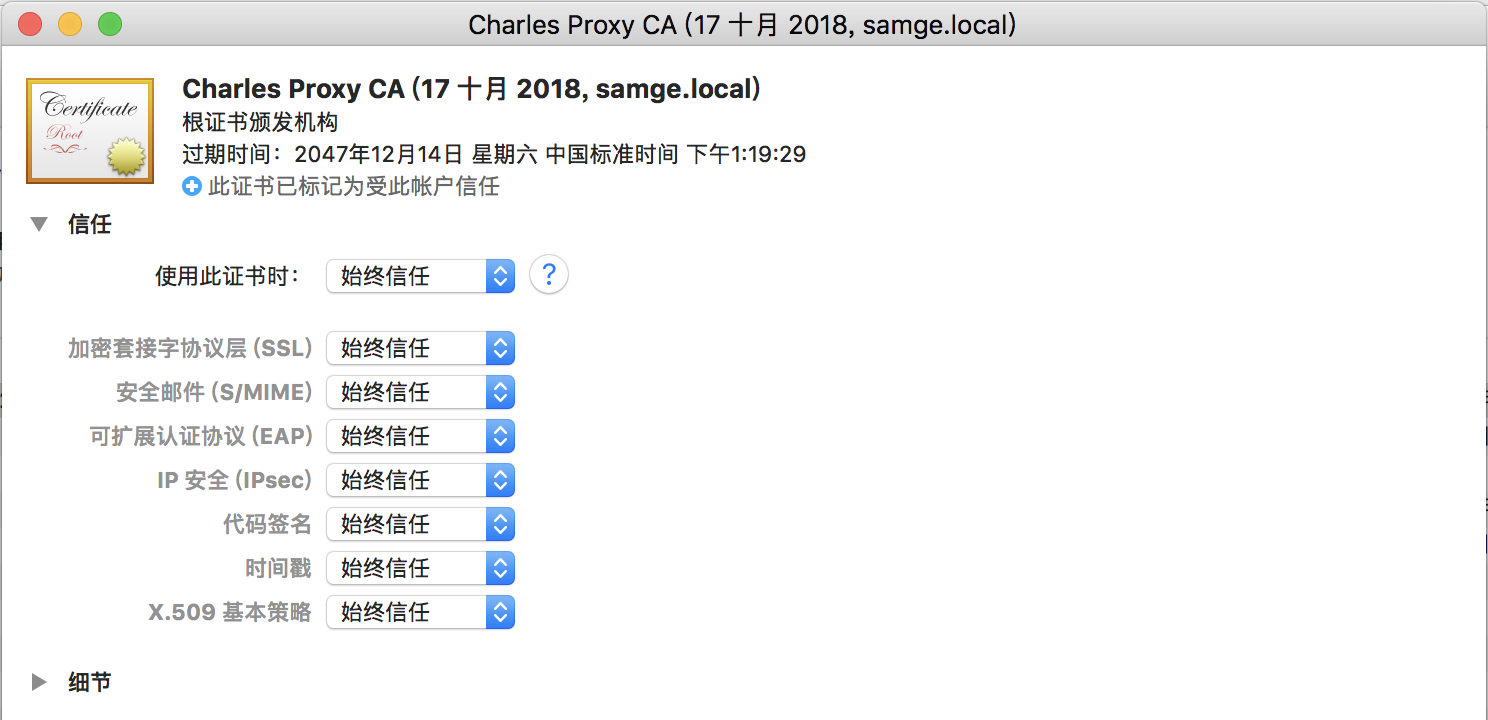 Charles Proxy CA (17 十月 2018, samge.local)
Certificate
Root
Charles Proxy CA (17 十月 2018, samge.local)
根证书颁发机构
过期时间：2047年12月14日 星期六 中国标准时间 下午1:19:29
此证书已标记为受此帐户信任
信任
使用此证书时： 始终信任 ?
加密套接字协议层 (SSL) 始终信任
安全邮件 (S/MIME) 始终信任
可扩展认证协议 (EAP) 始终信任
IP 安全 (IPsec) 始终信任
代码签名 始终信任
时间戳 始终信任
X.509 基本策略 始终信任
细节